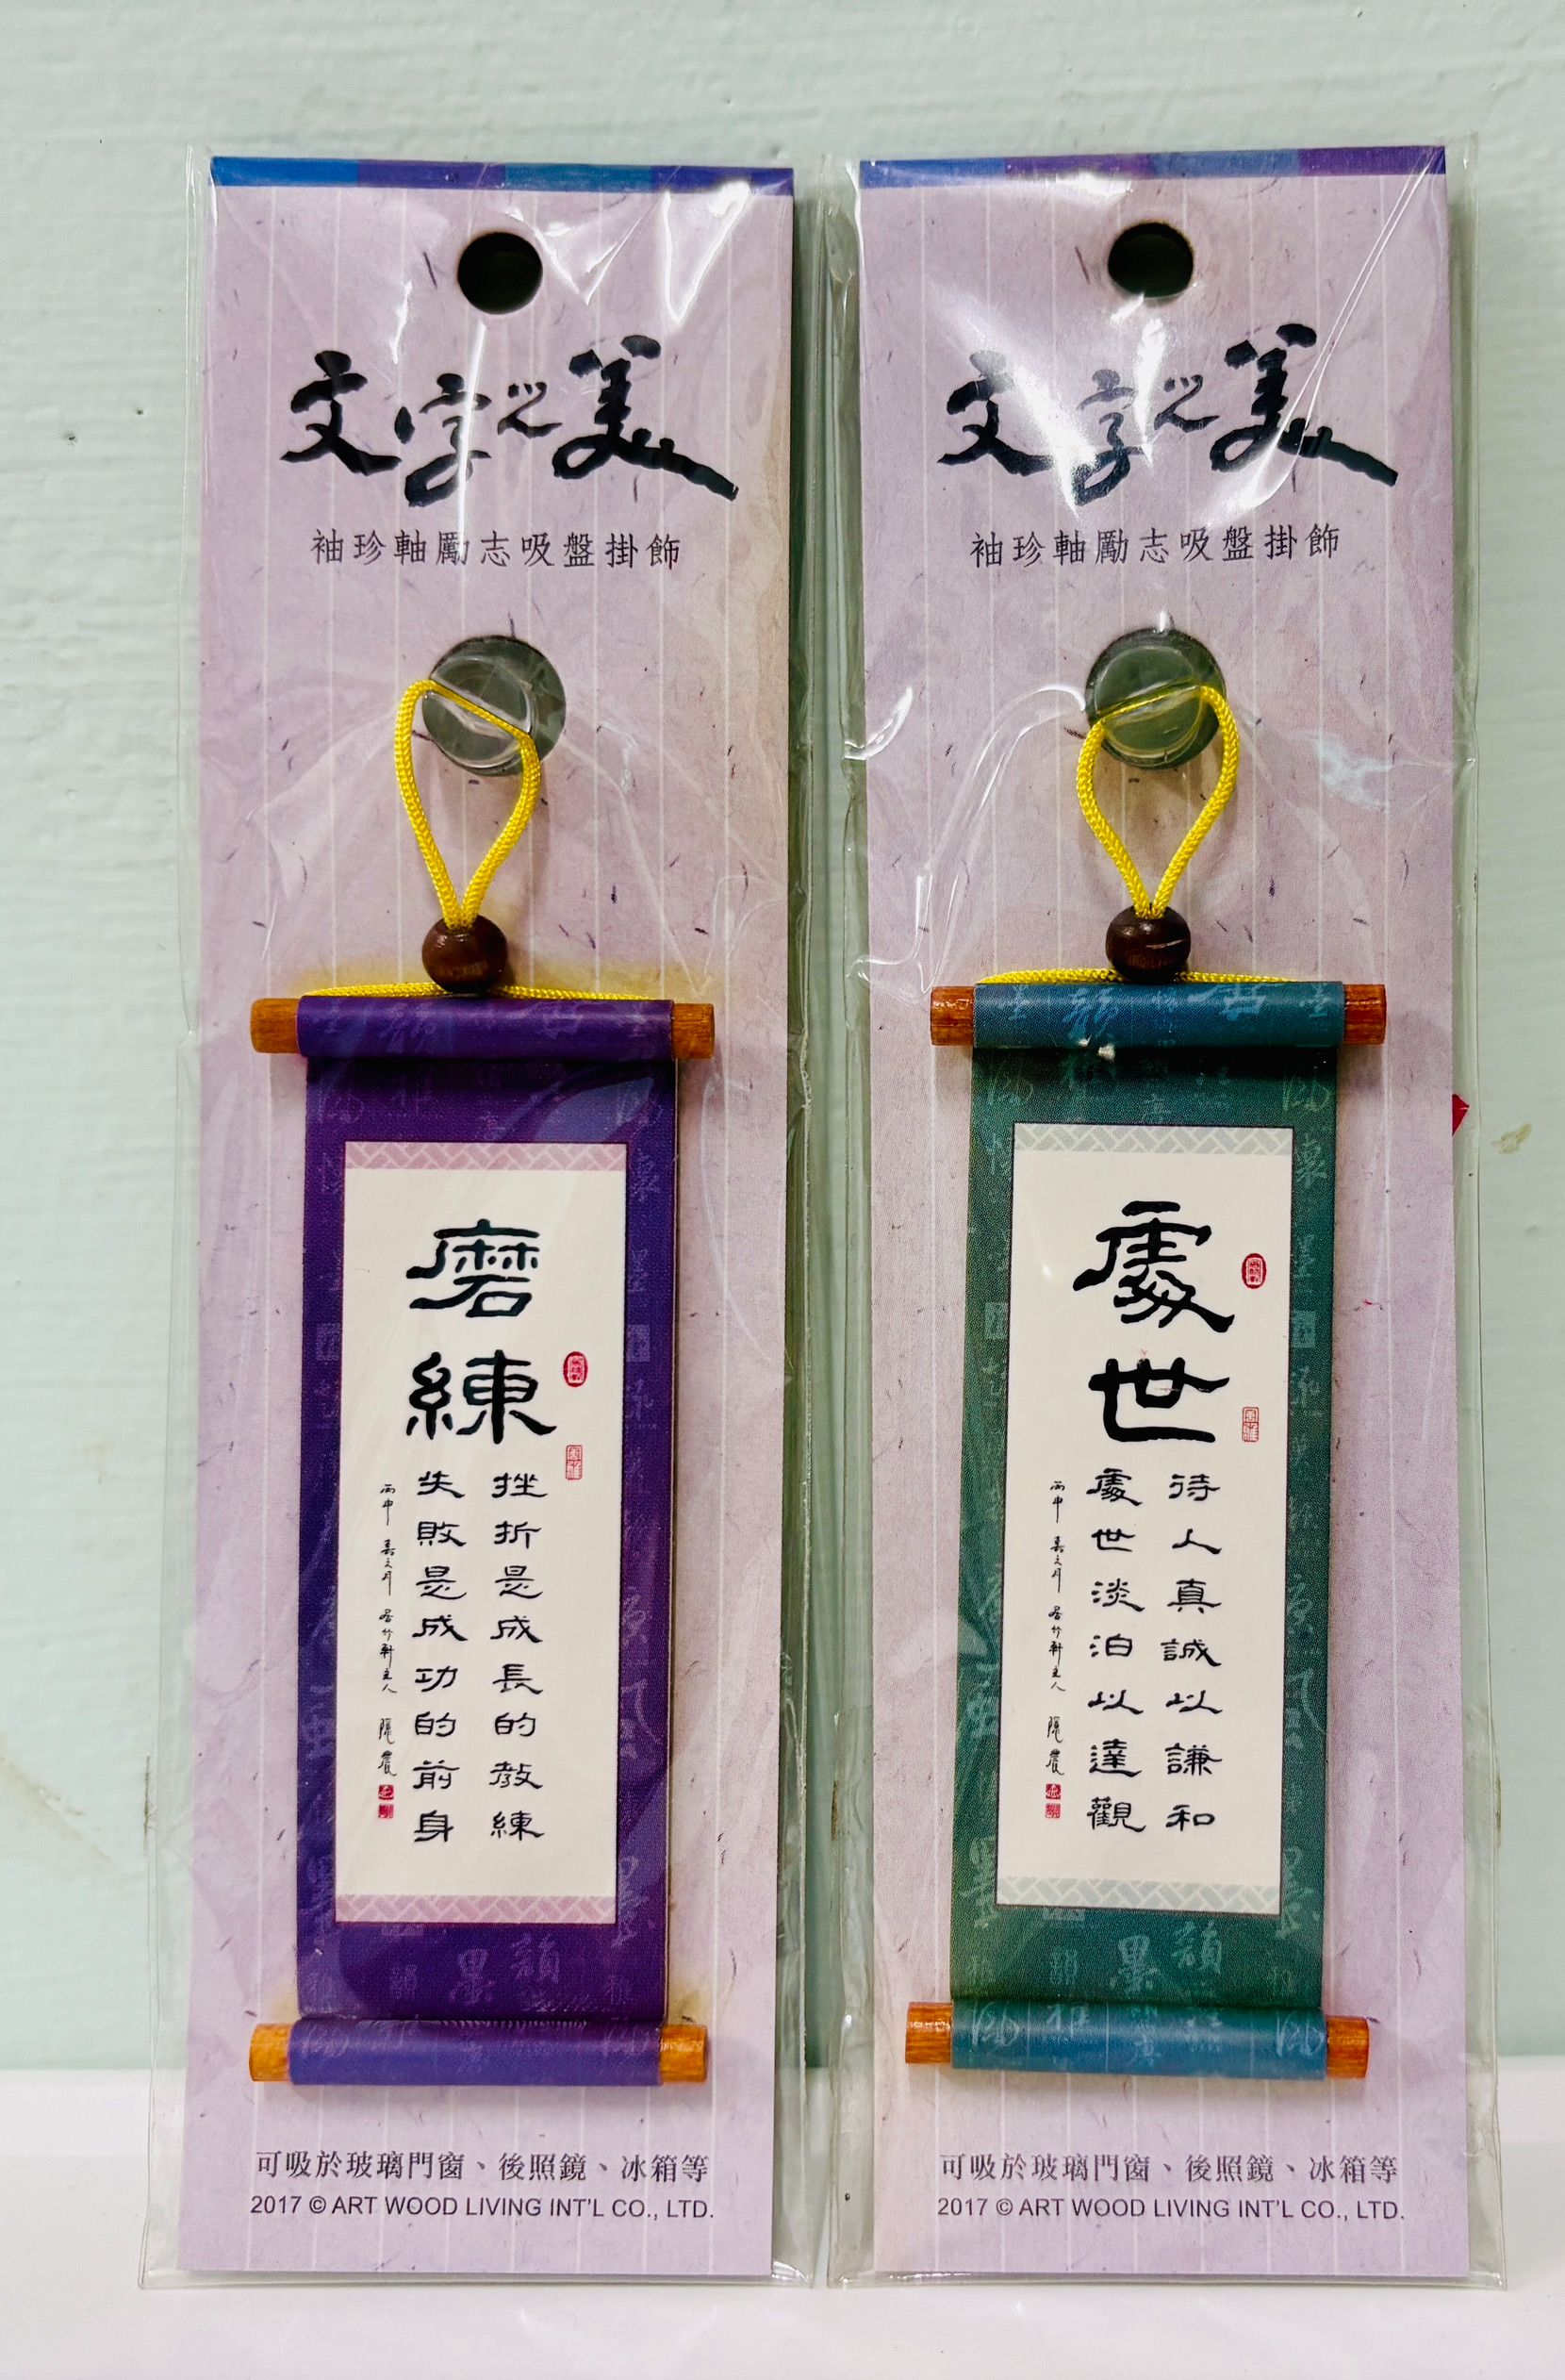 文字之美
袖珍軸勵志吸盤掛飾
磨練
挫折是成長的教練
失敗是成功的前身
丙申
可吸於玻璃門窗、後照鏡、冰箱等
2017 © ART WOOD LIVING INT'L CO., LTD.
文字之美
袖珍軸勵志吸盤掛飾
處世
待人真誠以謙和
處世淡泊以達觀
丙申
可吸於玻璃門窗、後照鏡、冰箱等
2017 © ART WOOD LIVING INT'L CO., LTD.